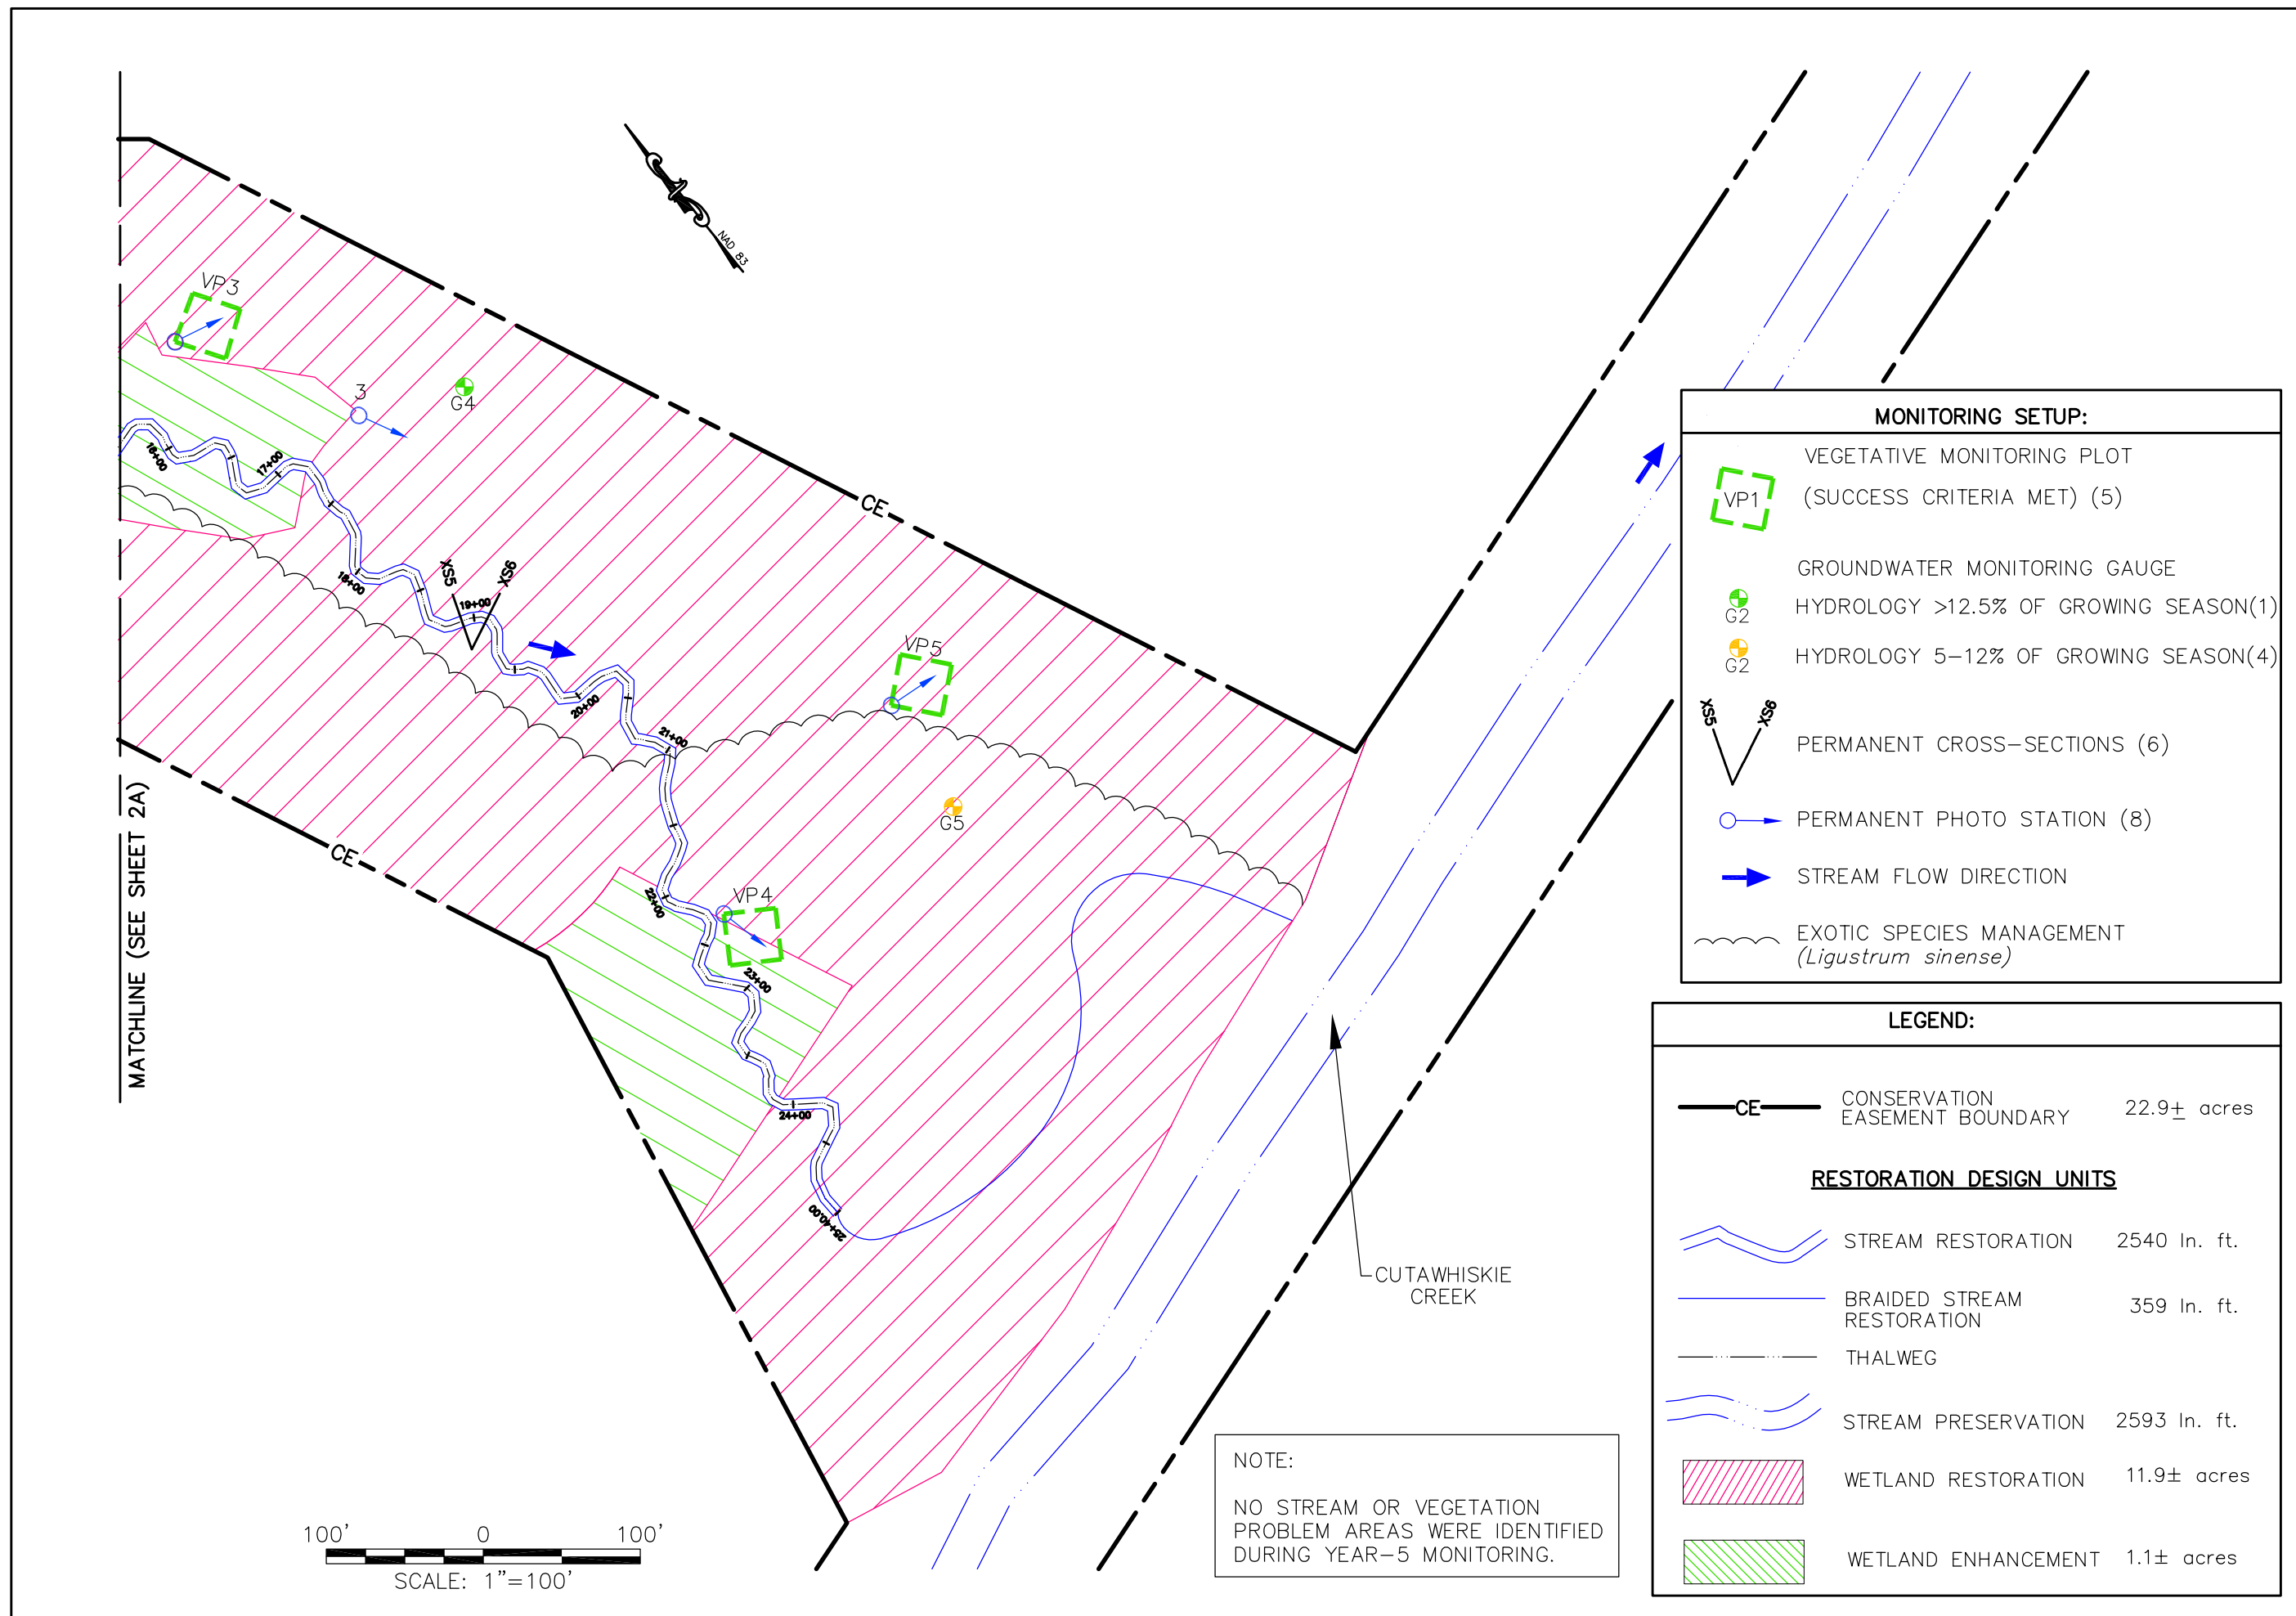 NAD 83
VP3
3
G4
16+00
17+00
18+00
XS5
XS6
19+00
CE
VP5
20+00
21+00
G5
CE
VP4
22+00
23+00
24+00
25+40.00
MATCHLINE (SEE SHEET 2A)
CUTAWHISKIE
CREEK
100' 0 100'
SCALE: 1"=100'
NOTE:
NO STREAM OR VEGETATION
PROBLEM AREAS WERE IDENTIFIED
DURING YEAR-5 MONITORING.
MONITORING SETUP:
VEGETATIVE MONITORING PLOT
VP1 (SUCCESS CRITERIA MET) (5)
GROUNDWATER MONITORING GAUGE
G2 HYDROLOGY >12.5% OF GROWING SEASON(1)
G2 HYDROLOGY 5-12% OF GROWING SEASON(4)
XS5 XS6
PERMANENT CROSS-SECTIONS (6)
PERMANENT PHOTO STATION (8)
STREAM FLOW DIRECTION
EXOTIC SPECIES MANAGEMENT
(Ligustrum sinense)
LEGEND:
CE CONSERVATION
EASEMENT BOUNDARY 22.9± acres
RESTORATION DESIGN UNITS
STREAM RESTORATION 2540 ln. ft.
BRAIDED STREAM
RESTORATION 359 ln. ft.
THALWEG
STREAM PRESERVATION 2593 ln. ft.
WETLAND RESTORATION 11.9± acres
WETLAND ENHANCEMENT 1.1± acres